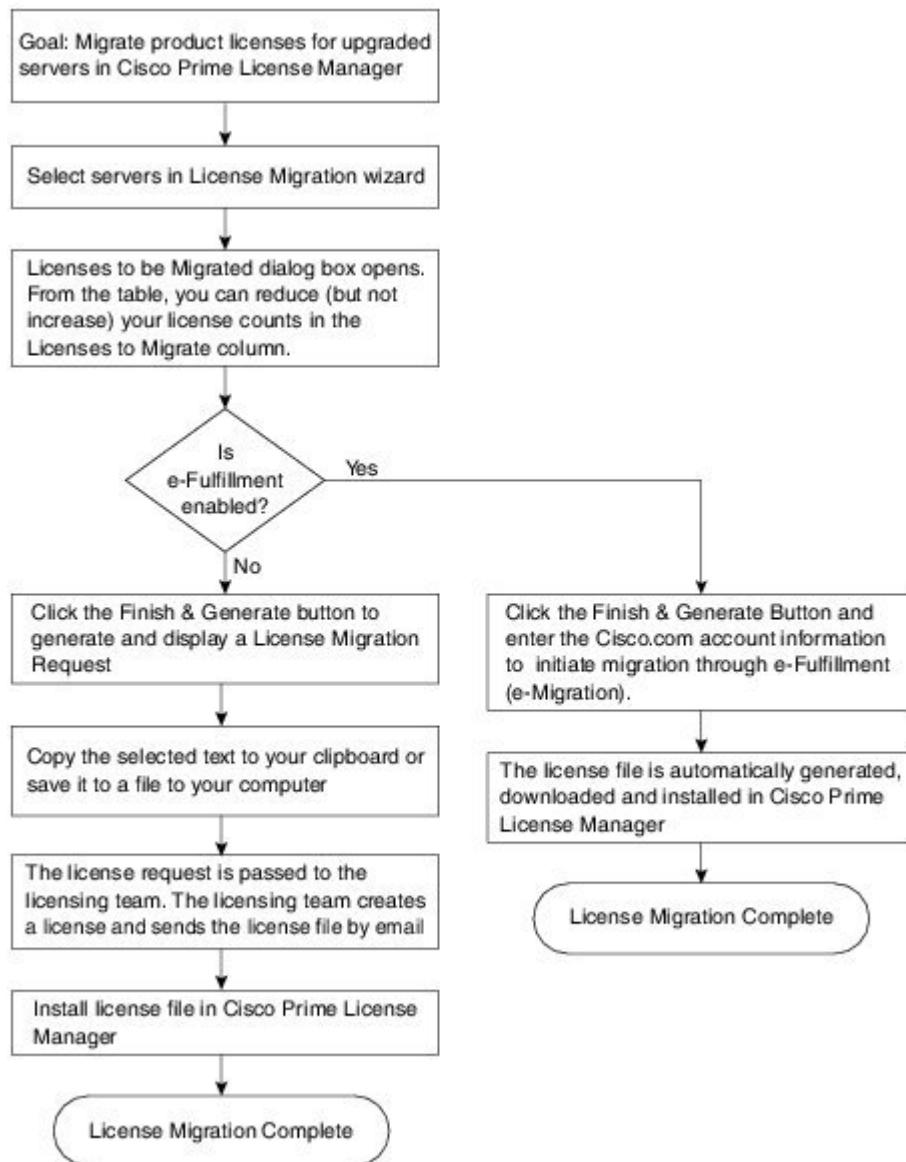 Goal: Migrate product licenses for upgraded
servers in Cisco Prime License Manager
Select servers in License Migration wizard
Licenses to be Migrated dialog box opens.
From the table, you can reduce (but not
increase) your license counts in the
Licenses to Migrate column.
Is
e-Fulfillment
enabled?
Yes
No
Click the Finish & Generate button to
generate and display a License Migration
Request
Copy the selected text to your clipboard or
save it to a file to your computer
The license request is passed to the
licensing team. The licensing team creates
a license and sends the license file by email
Install license file in Cisco Prime License
Manager
License Migration Complete
Click the Finish & Generate Button and
enter the Cisco.com account information
to initiate migration through e-Fulfillment
(e-Migration).
The license file is automatically generated,
downloaded and installed in Cisco Prime
License Manager
License Migration Complete